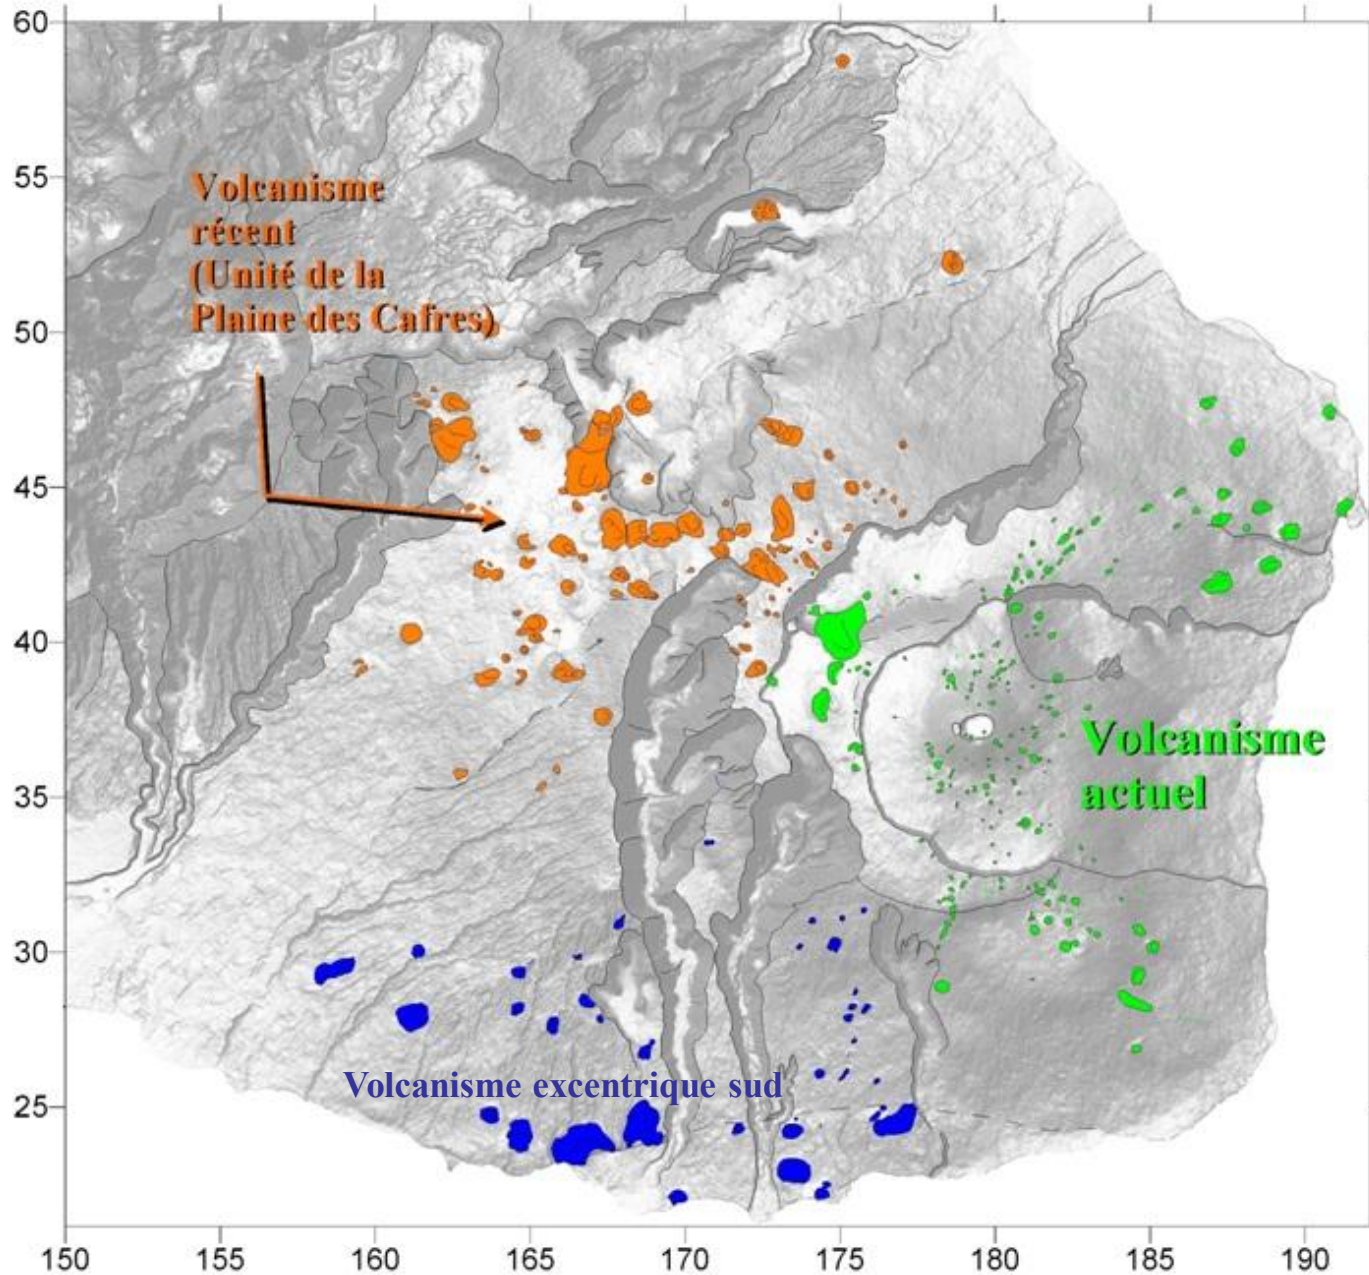 60
55
50
45
40
35
30
25
150
155
160
165
170
175
180
185
190
Volcanisme
récent
(Unité de la
Plaine des Cafres)
Volcanisme
actuel
Volcanisme excentrique sud